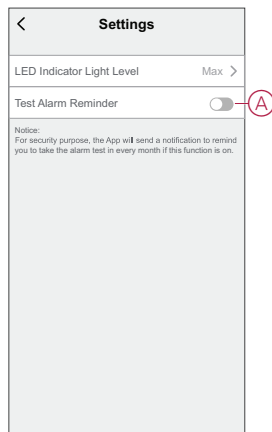 Settings
LED Indicator Light Level Max
Test Alarm Reminder
A
Notice:
For security purpose, the App will send a notification to remind
you to take the alarm test in every month if this function is on.